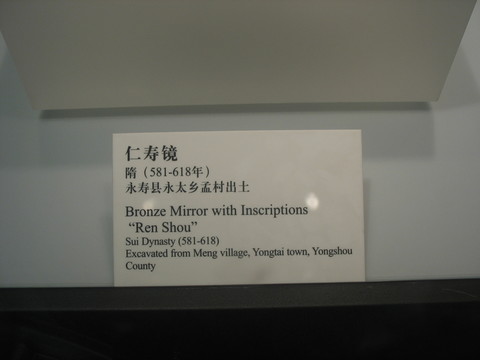 仁寿镜
隋（581-618年）
永寿县永太乡孟村出土
Bronze Mirror with Inscriptions
“Ren Shou”
Sui Dynasty (581-618)
Excavated from Meng village, Yongtai town, Yongshou
County